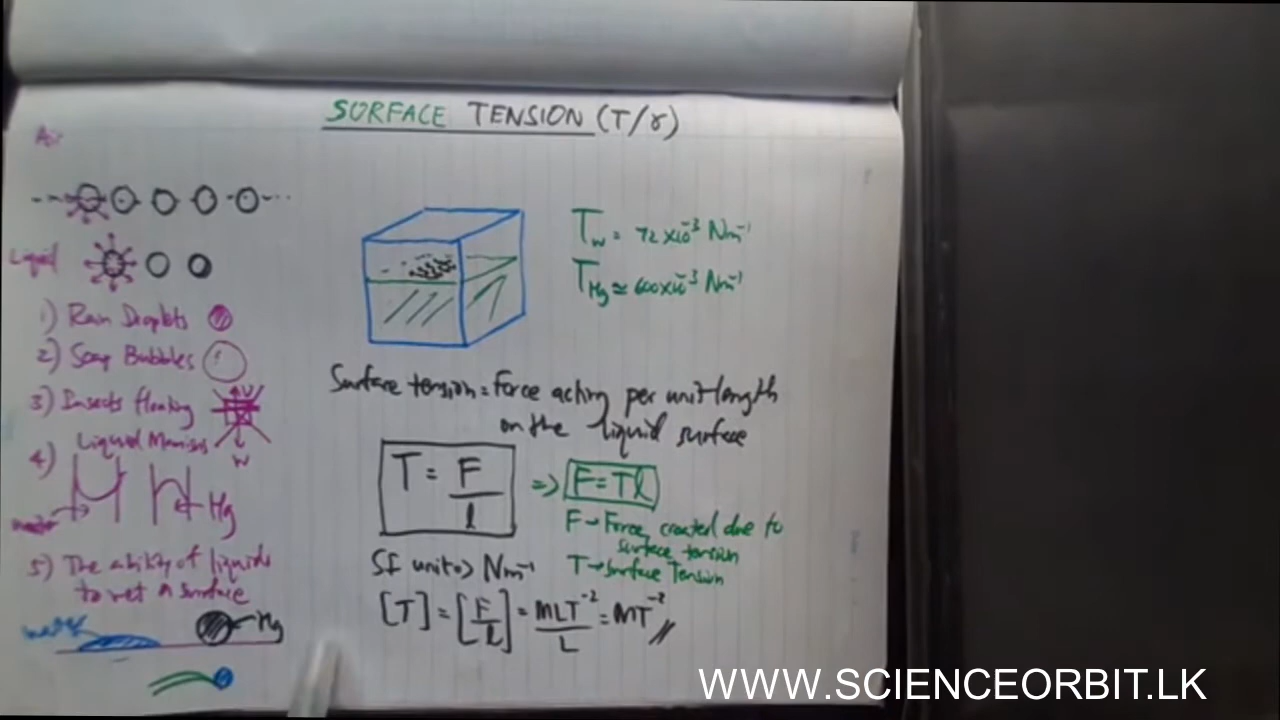 SURFACE TENSION (T/γ)
Air
Liquid
1) Rain Droplets
2) Soap Bubbles
3) Insects floating
U
W
Liquid Meniscus
4)
water
Hg
5) The ability of liquids
to wet a surface
water
Hg
Tw = 72×10⁻³ Nm⁻¹
THg ≃ 600×10⁻³ Nm⁻¹
Surface tension = Force acting per unit length
on the liquid surface
T = F/l => F = Tl
F → Force created due to
surface tension
T → Surface Tension
SI unit => Nm⁻¹
[T] = [F/l] = MLT⁻²/L = MT⁻² //
WWW.SCIENCEORBIT.LK